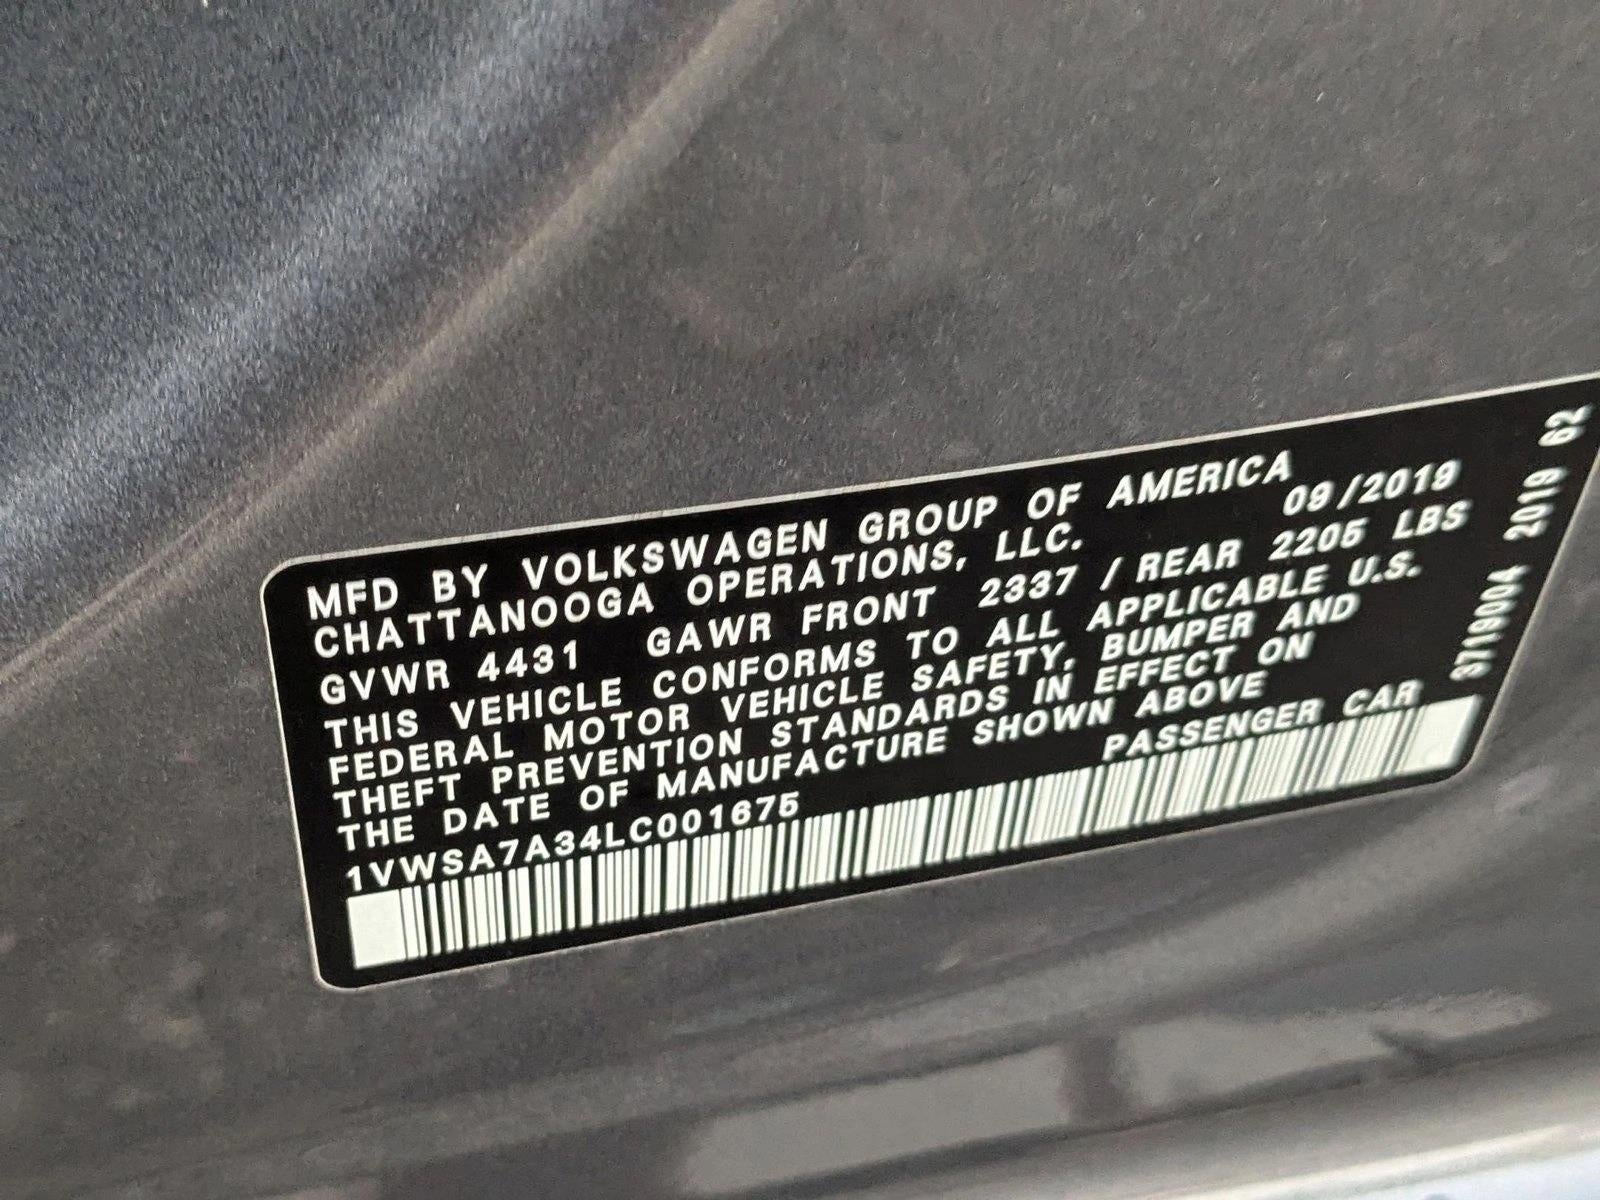 MFD BY VOLKSWAGEN GROUP OF AMERICA
CHATTANOOGA OPERATIONS, LLC. 09/2019
GVWR 4431 GAWR FRONT 2337 / REAR 2205 LBS
THIS VEHICLE CONFORMS TO ALL APPLICABLE U.S.
FEDERAL MOTOR VEHICLE SAFETY, BUMPER AND
THEFT PREVENTION STANDARDS IN EFFECT ON
THE DATE OF MANUFACTURE SHOWN ABOVE
PASSENGER CAR
1VWSA7A34LC001675
3719004 2019 62